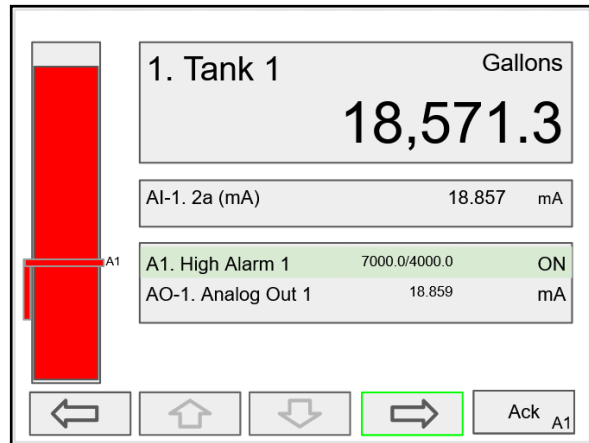 1. Tank 1 Gallons
18,571.3
AI-1. 2a (mA) 18.857 mA
A1
A1. High Alarm 1 7000.0/4000.0 ON
AO-1. Analog Out 1 18.859 mA
Ack A1